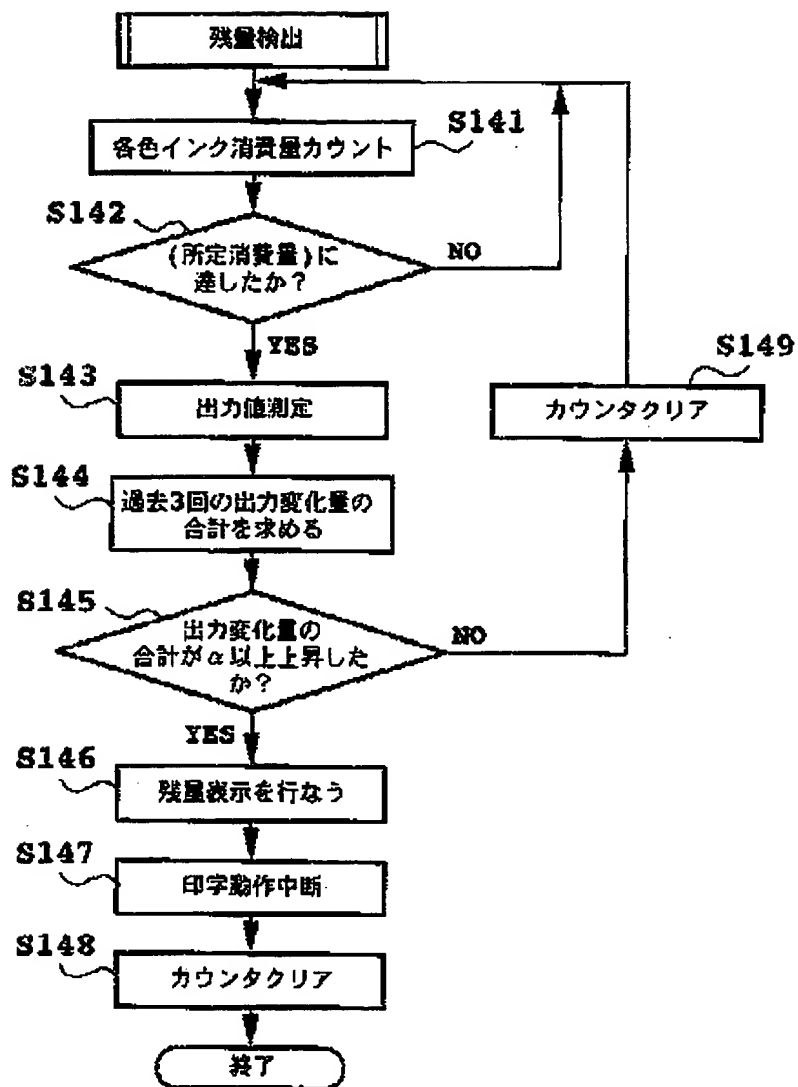 残量検出
S141
各色インク消費量カウント
S142
(所定消費量)に
達したか?
NO
YES
S143
出力値測定
S149
カウンタクリア
S144
過去3回の出力変化量の
合計を求める
S145
出力変化量の
合計がα以上上昇した
か?
NO
YES
S146
残量表示を行なう
S147
印字動作中断
S148
カウンタクリア
終了